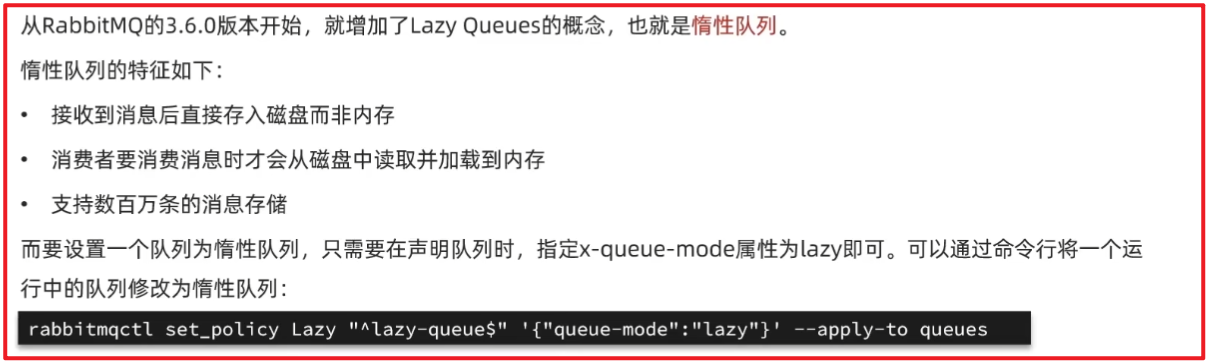 从RabbitMQ的3.6.0版本开始，就增加了Lazy Queues的概念，也就是惰性队列。
惰性队列的特征如下：
• 接收到消息后直接存入磁盘而非内存
• 消费者要消费消息时才会从磁盘中读取并加载到内存
• 支持数百万条的消息存储
而要设置一个队列为惰性队列，只需要在声明队列时，指定x-queue-mode属性为lazy即可。可以通过命令行将一个运
行中的队列修改为惰性队列：
rabbitmqctl set_policy Lazy "^lazy-queue$" '{"queue-mode":"lazy"}' --apply-to queues